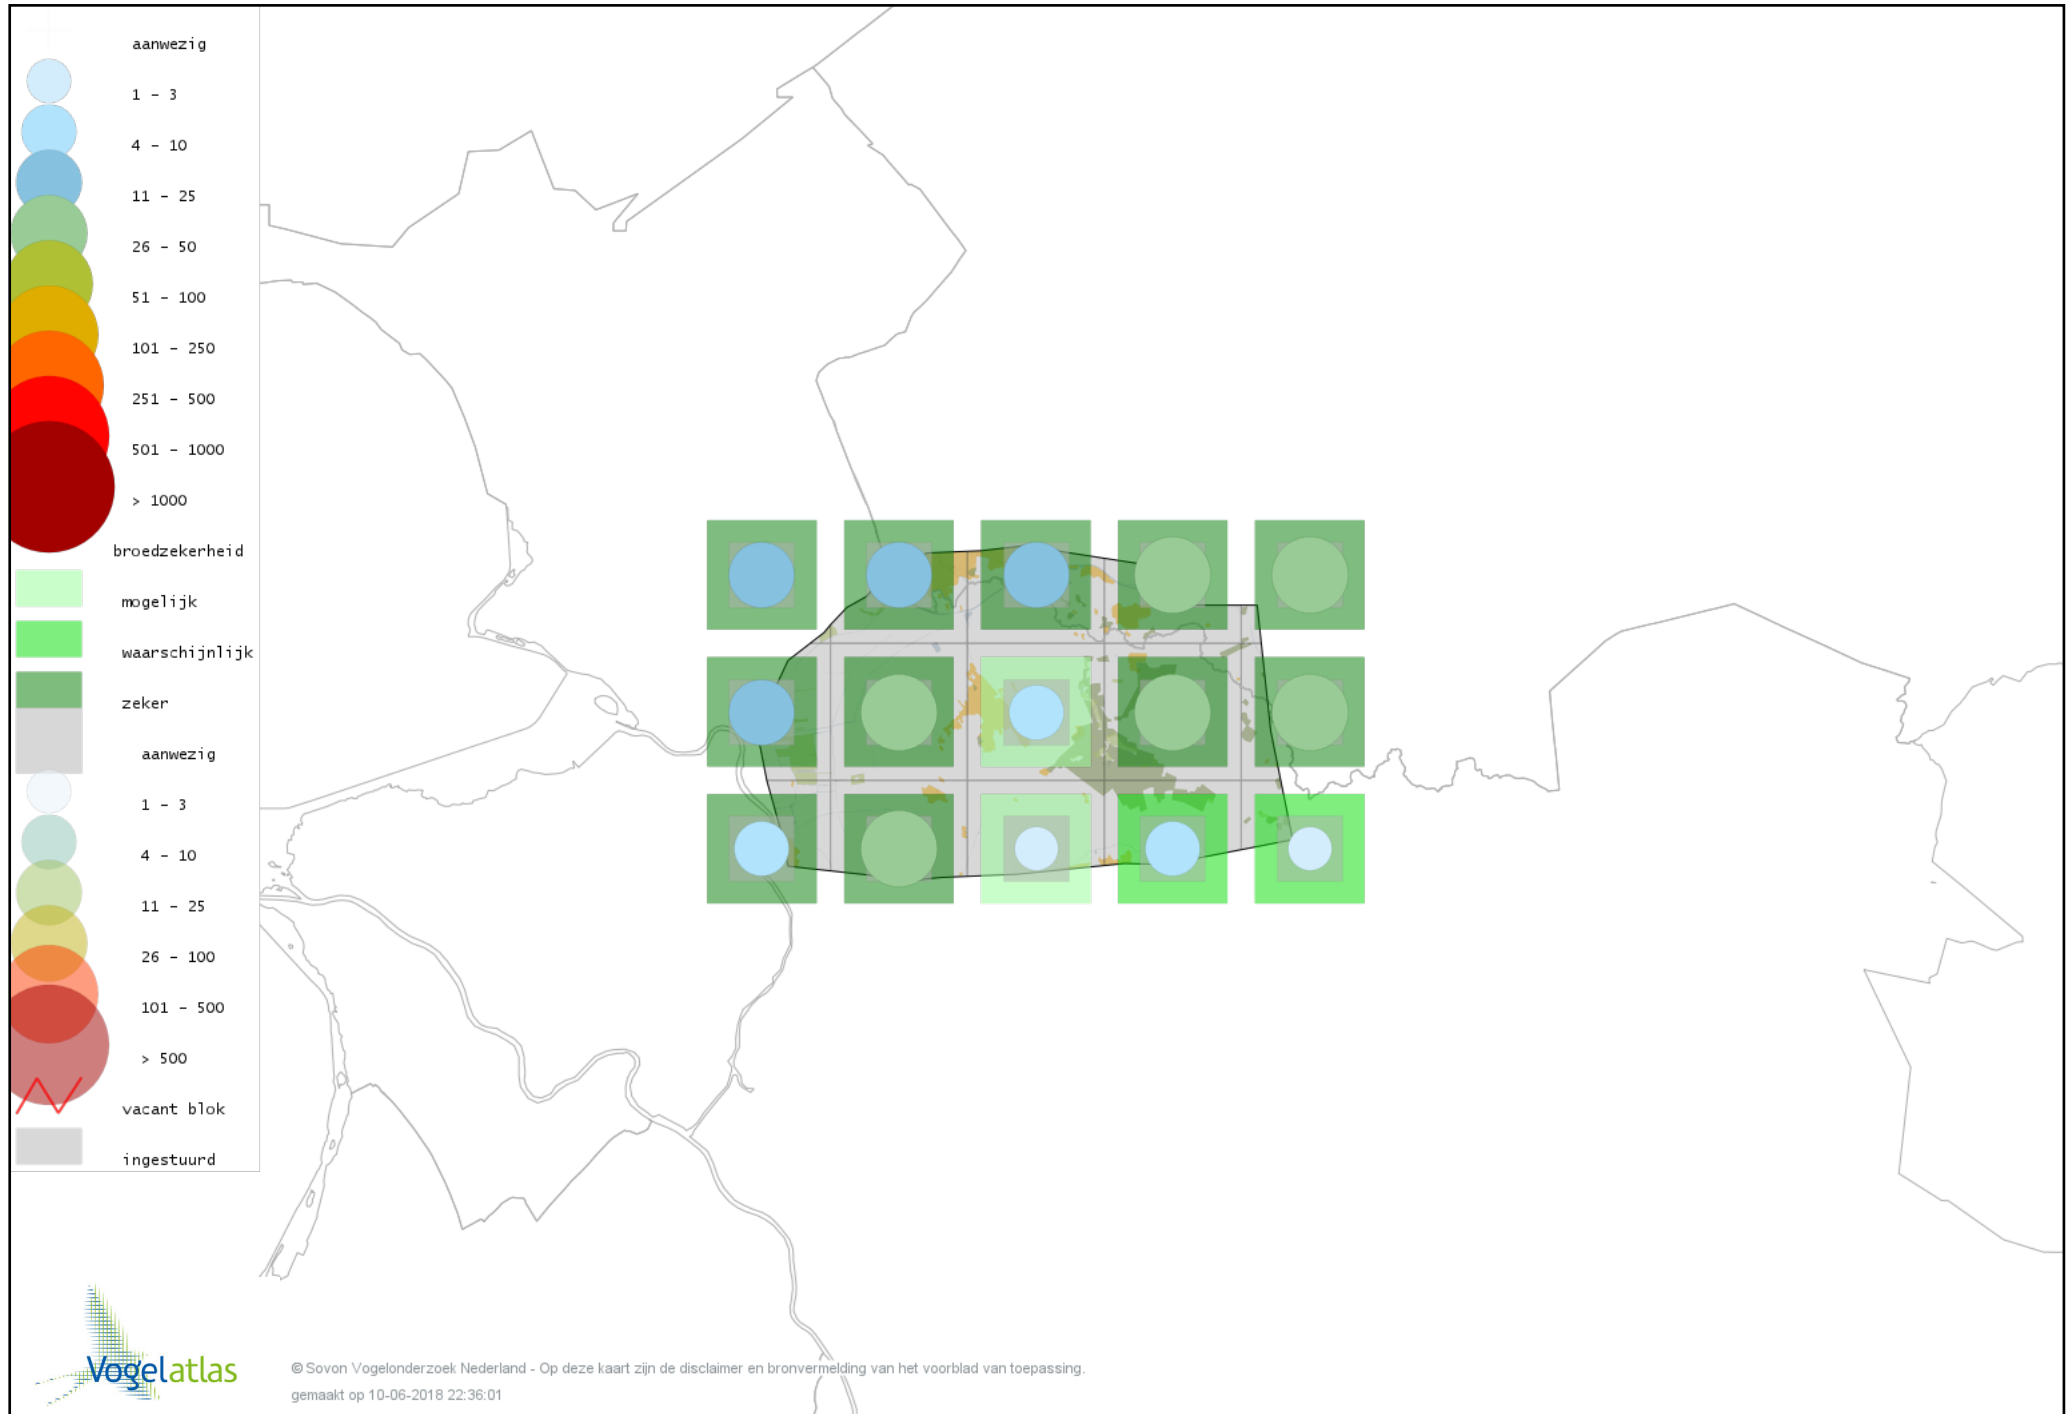 aanwezig
1 - 3
4 - 10
11 - 25
26 - 50
51 - 100
101 - 250
251 - 500
501 - 1000
> 1000
broedzekerheid
mogelijk
waarschijnlijk
zeker
aanwezig
1 - 3
4 - 10
11 - 25
26 - 100
101 - 500
> 500
vacant blok
ingestuurd
Vogelatlas
© Sovon Vogelonderzoek Nederland - Op deze kaart zijn de disclaimer en bronvermelding van het voorblad van toepassing.
gemaakt op 10-06-2018 22:36:01